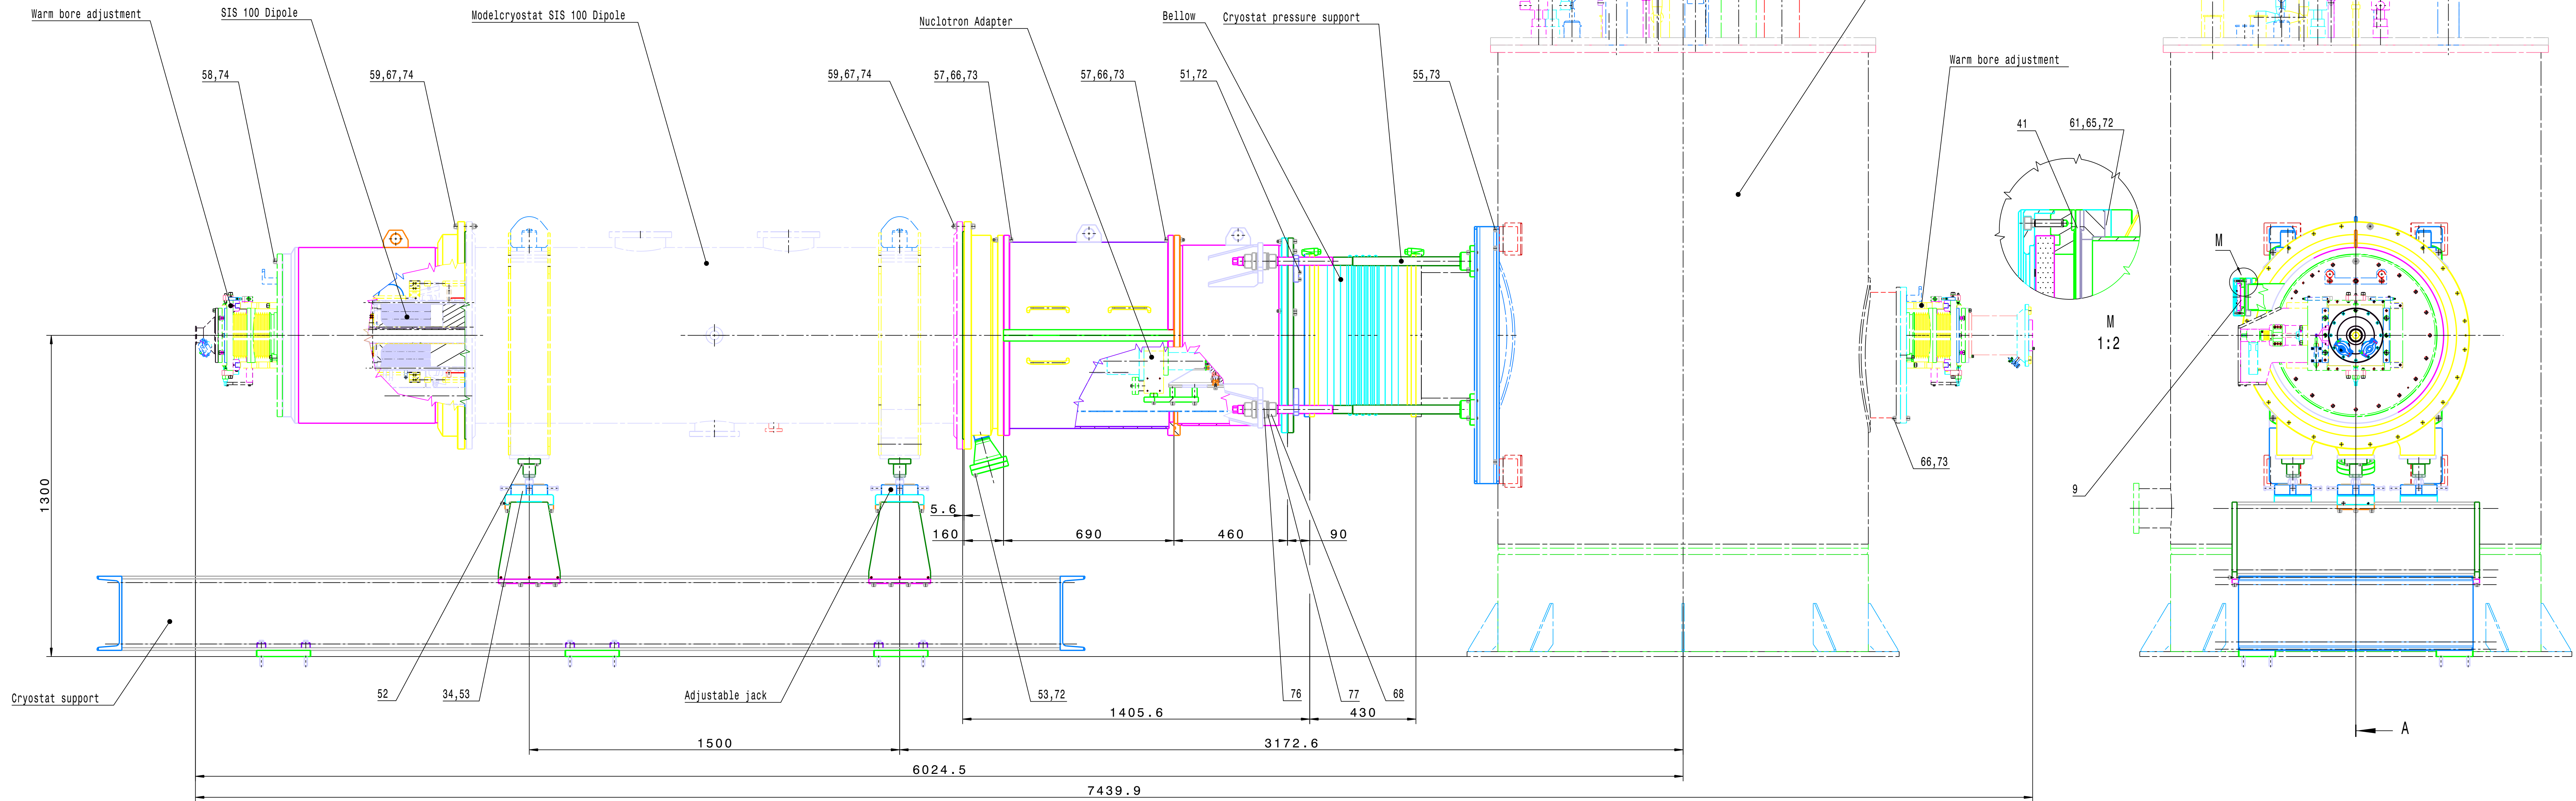 Warm bore adjustment
SIS 100 Dipole
Modelcryostat SIS 100 Dipole
Nuclotron Adapter
Bellow
Cryostat pressure support
Warm bore adjustment
58,74
59,67,74
59,67,74
57,66,73
57,66,73
51,72
55,73
41
61,65,72
M
M
1:2
66,73
9
1300
5.6
160
690
460
90
Cryostat support
52
34,53
Adjustable jack
53,72
76
77
68
1405.6
430
A
1500
3172.6
6024.5
7439.9